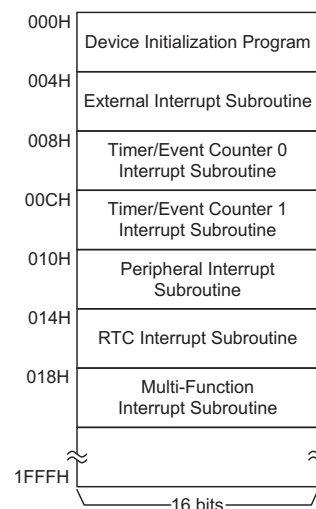 000H
Device Initialization Program
004H
External Interrupt Subroutine
008H
Timer/Event Counter 0
Interrupt Subroutine
00CH
Timer/Event Counter 1
Interrupt Subroutine
010H
Peripheral Interrupt
Subroutine
014H
RTC Interrupt Subroutine
018H
Multi-Function
Interrupt Subroutine
1FFFH
16 bits